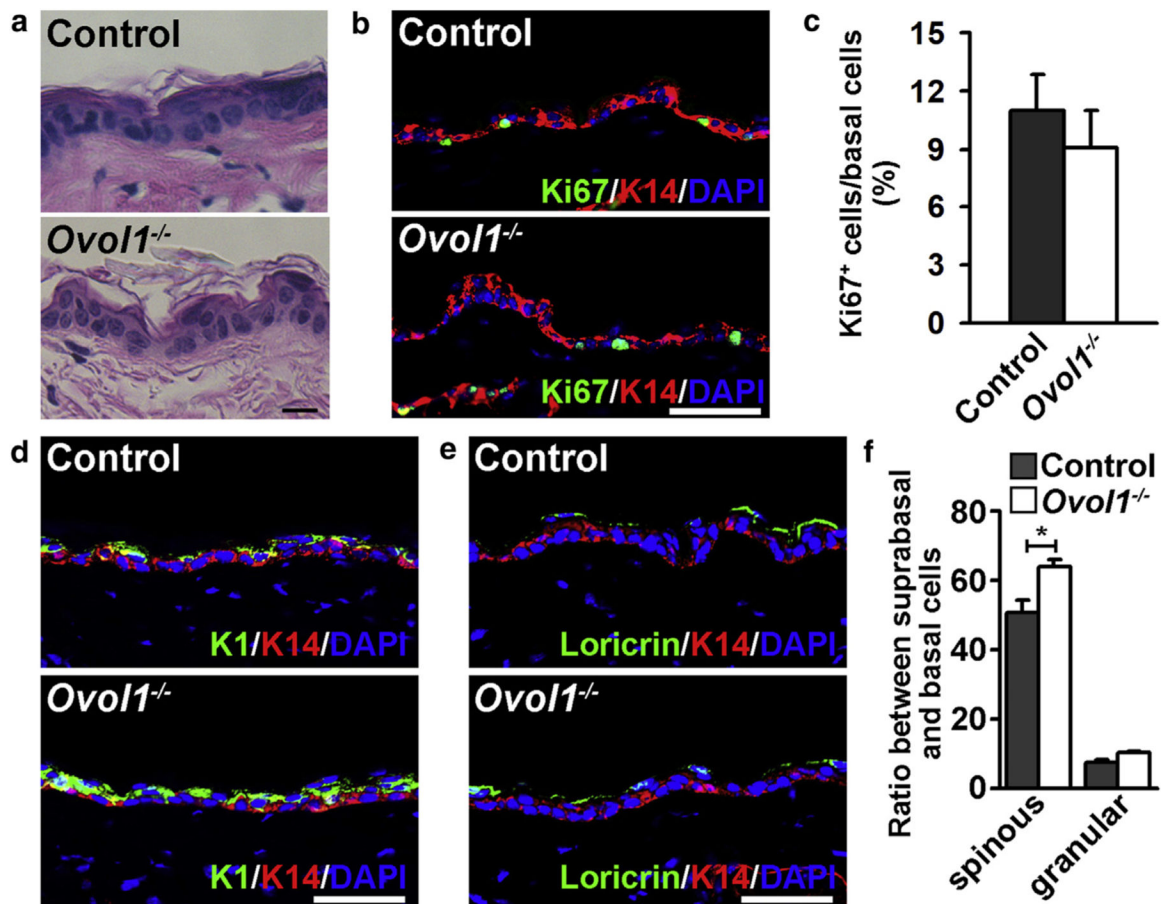 a
Control
Ovol1-/-
b
Control
Ki67/K14/DAPI
Ovol1-/-
Ki67/K14/DAPI
c
Ki67+ cells/basal cells
(%)
15
12
9
6
3
0
Control
Ovol1-/-
d
Control
K1/K14/DAPI
Ovol1-/-
K1/K14/DAPI
e
Control
Loricrin/K14/DAPI
Ovol1-/-
Loricrin/K14/DAPI
f
Control
Ovol1-/-
Ratio between suprabasal
and basal cells
80
60
40
20
0
*
spinous
granular